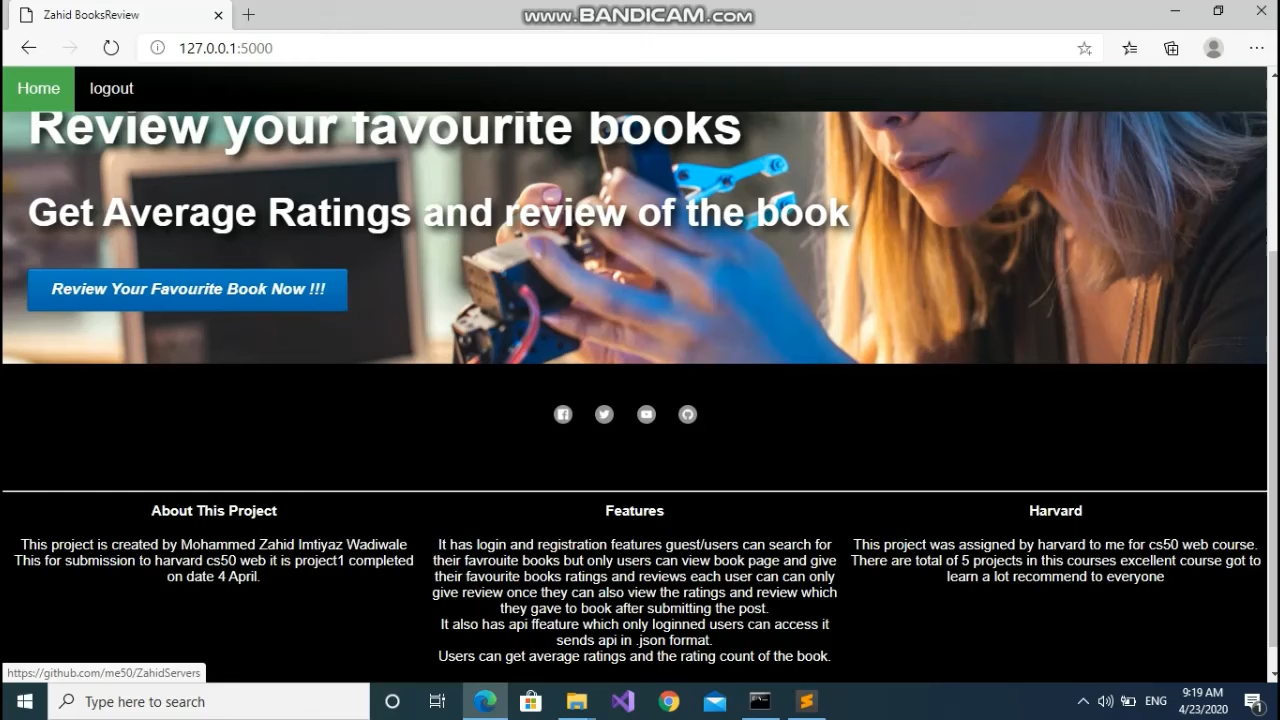 Zahid BooksReview
www.BANDICAM.com
127.0.0.1:5000
Home logout
Review your favourite books
Get Average Ratings and review of the book
Review Your Favourite Book Now !!!
About This Project
This project is created by Mohammed Zahid Imtiyaz Wadiwale
This for submission to harvard cs50 web it is project1 completed
on date 4 April.
Features
It has login and registration features guest/users can search for
their favrouite books but only users can view book page and give
their favrouite books ratings and reviews each user can can only
give review once they can also view the ratings and review which
they gave to book after submitting the post.
It also has api ffeature which only loginned users can access it
sends api in .json format.
Users can get average ratings and the rating count of the book.
Harvard
This project was assigned by harvard to me for cs50 web course.
There are total of 5 projects in this courses excellent course got to
learn a lot recommend to everyone
https://github.com/me50/ZahidServers
Type here to search
ENG
9:19 AM
4/23/2020
1